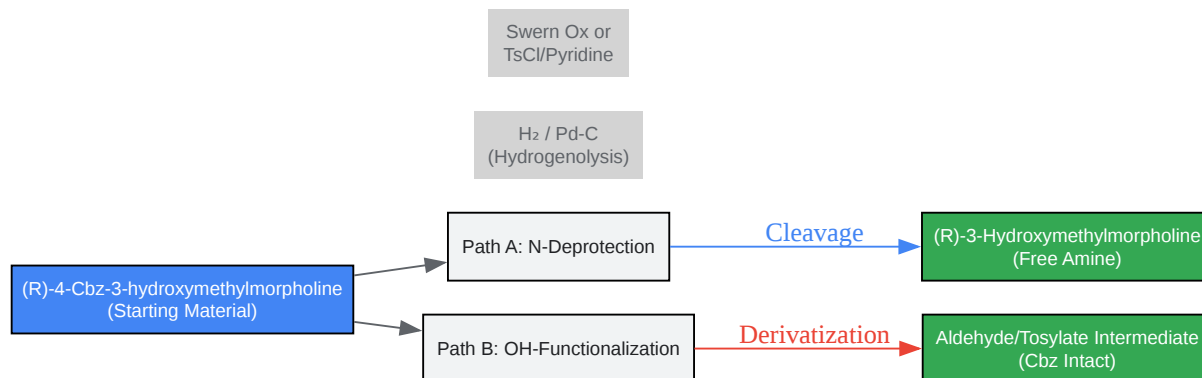 Swern Ox or
TsCl/Pyridine
H₂ / Pd-C
(Hydrogenolysis)
Path A: N-Deprotection
Cleavage
(R)-3-Hydroxymethylmorpholine
(Free Amine)
(R)-4-Cbz-3-hydroxymethylmorpholine
(Starting Material)
Path B: OH-Functionalization
Derivatization
Aldehyde/Tosylate Intermediate
(Cbz Intact)